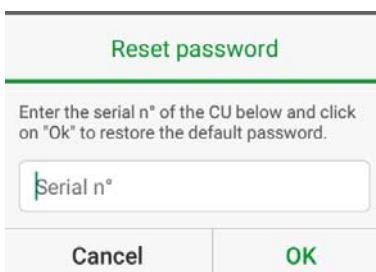 Reset password
Enter the serial n° of the CU below and click
on "Ok" to restore the default password.
Serial n°
Cancel
OK